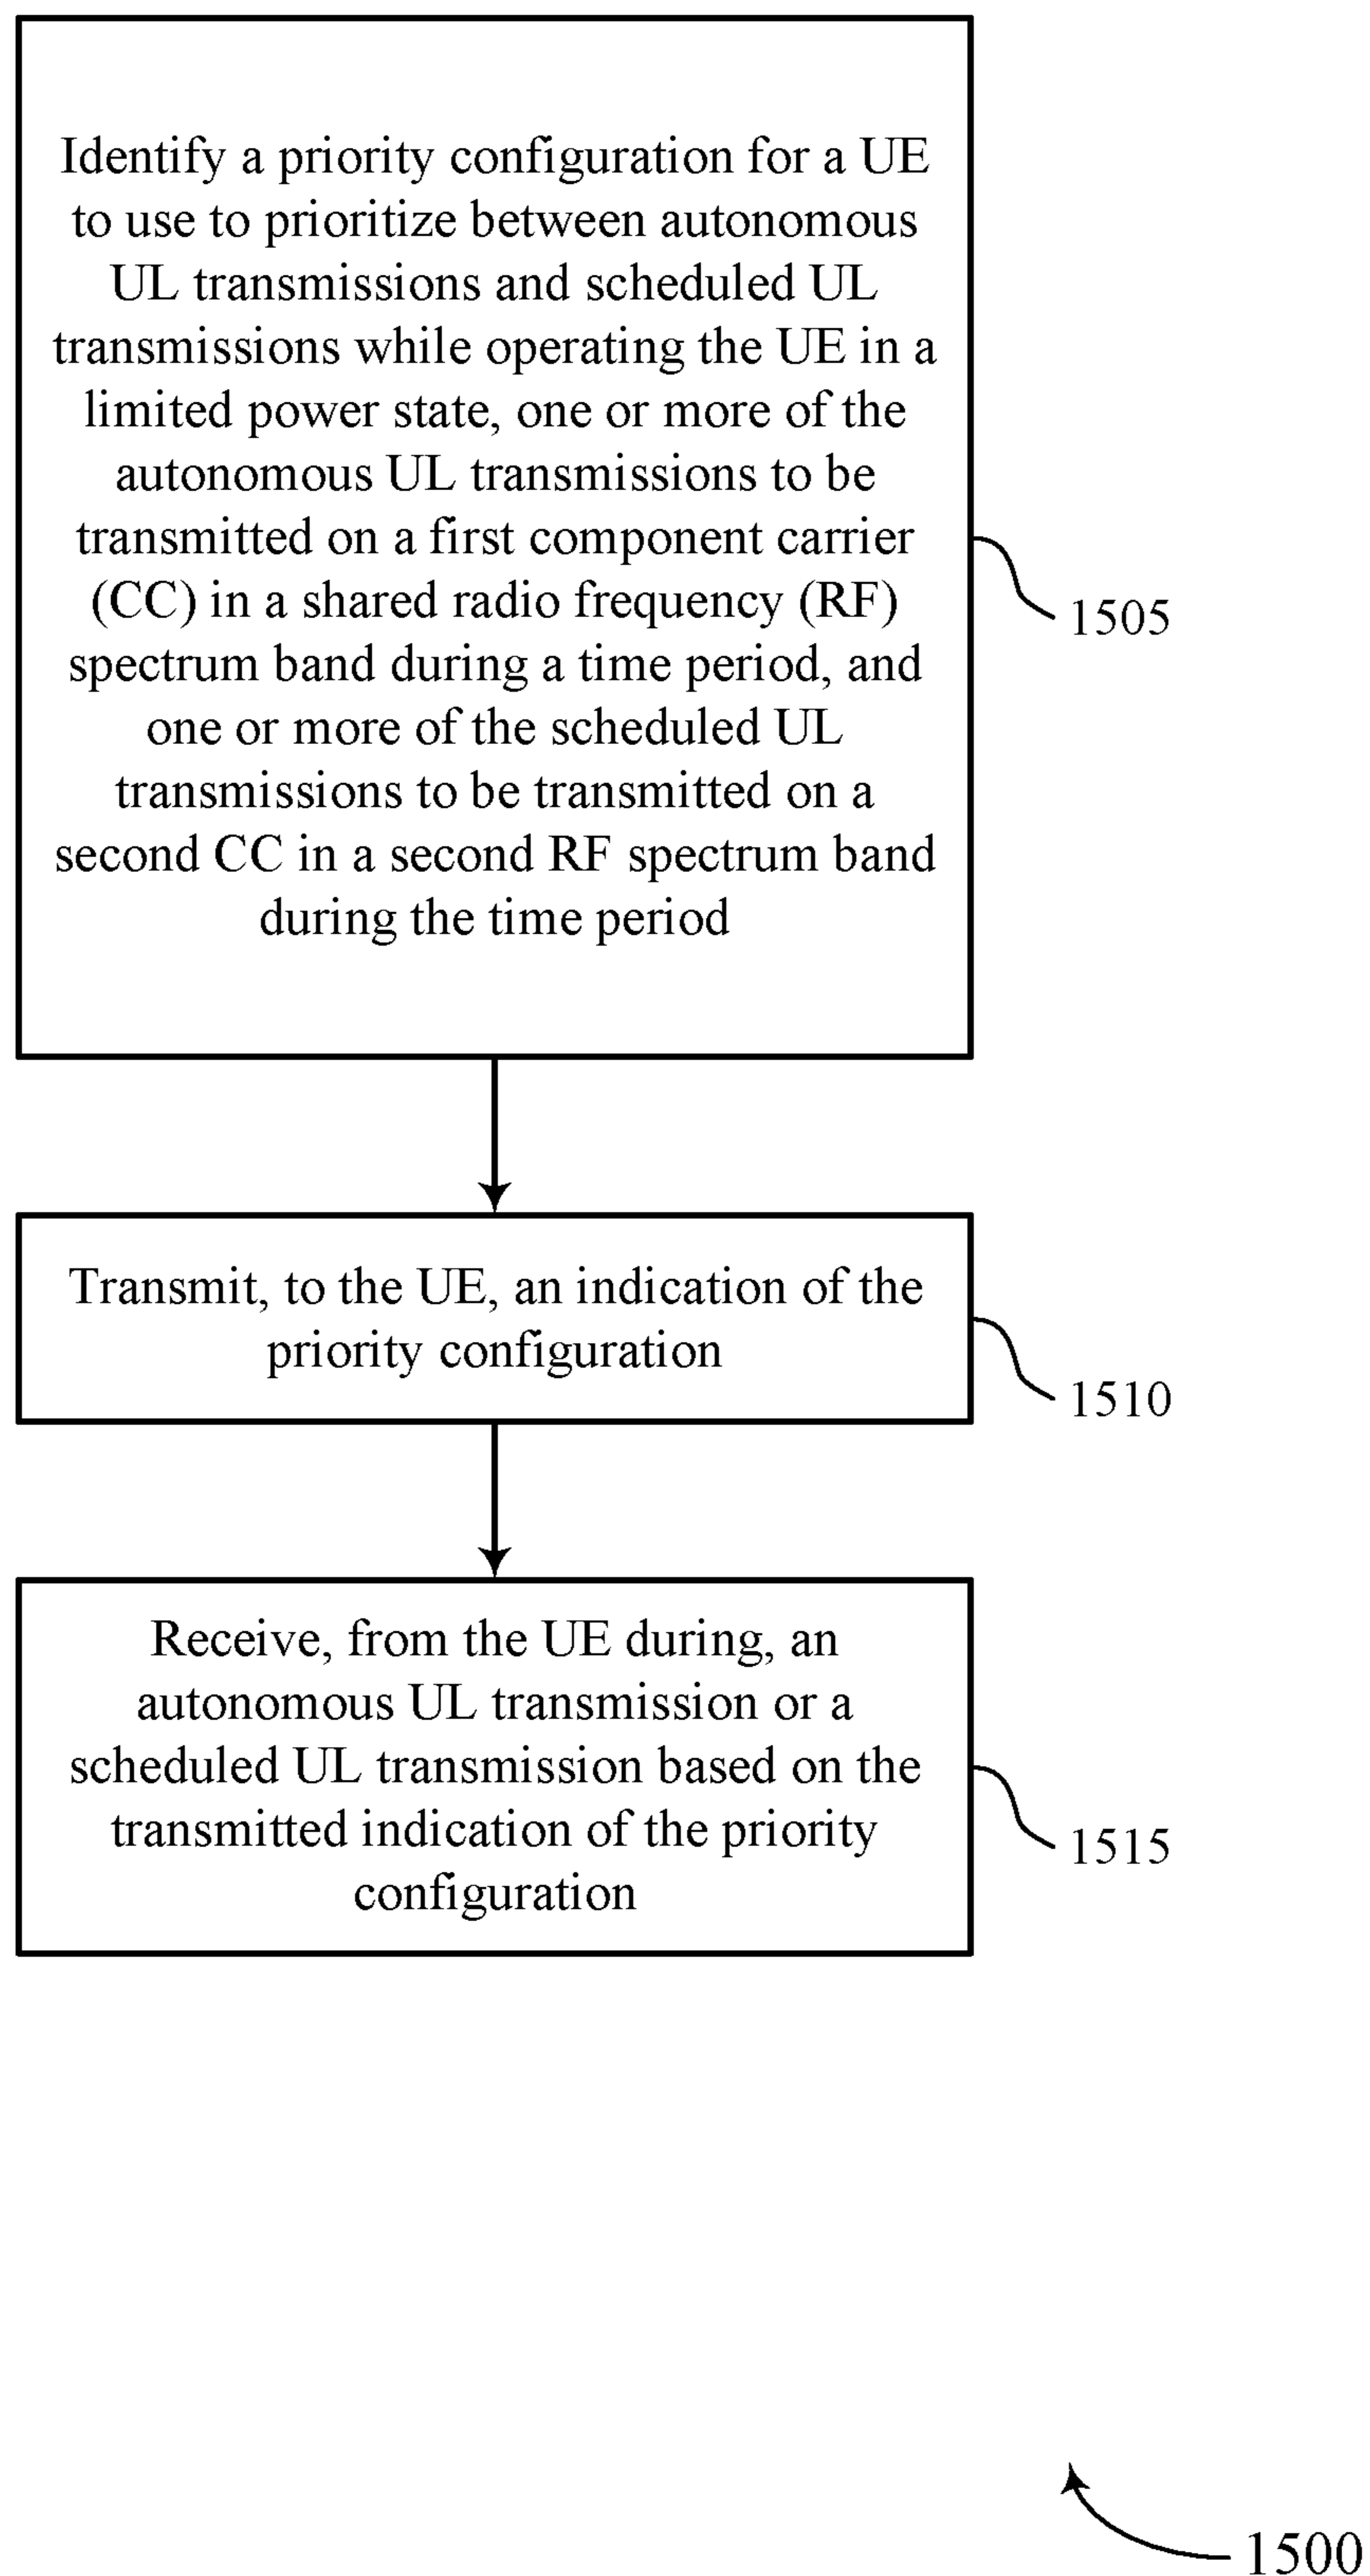 Identify a priority configuration for a UE
to use to prioritize between autonomous
UL transmissions and scheduled UL
transmissions while operating the UE in a
limited power state, one or more of the
autonomous UL transmissions to be
transmitted on a first component carrier
(CC) in a shared radio frequency (RF)
spectrum band during a time period, and
one or more of the scheduled UL
transmissions to be transmitted on a
second CC in a second RF spectrum band
during the time period
1505
Transmit, to the UE, an indication of the
priority configuration
1510
Receive, from the UE during, an
autonomous UL transmission or a
scheduled UL transmission based on the
transmitted indication of the priority
configuration
1515
1500